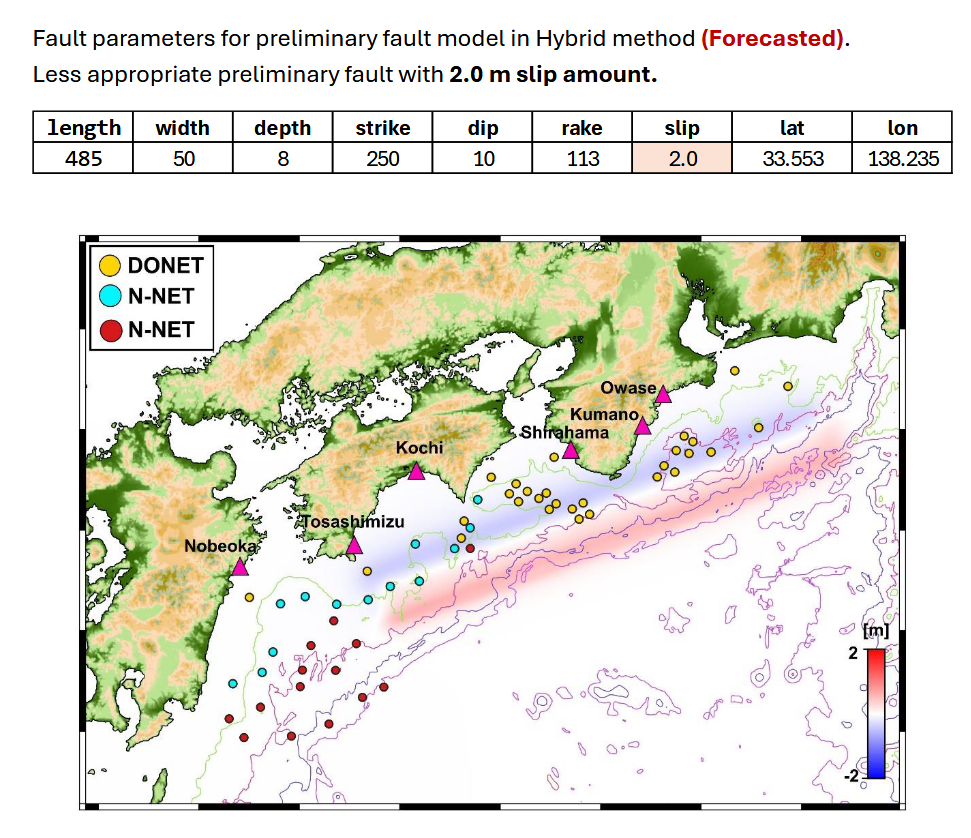 Fault parameters for preliminary fault model in Hybrid method (Forecasted).
Less appropriate preliminary fault with 2.0 m slip amount.
length width depth strike dip rake slip lat lon
485 50 8 250 10 113 2.0 33.553 138.235
DONET
N-NET
N-NET
Owase
Kumano
Shirahama
Kochi
Tosashimizu
Nobeoka
[m]
2
-2